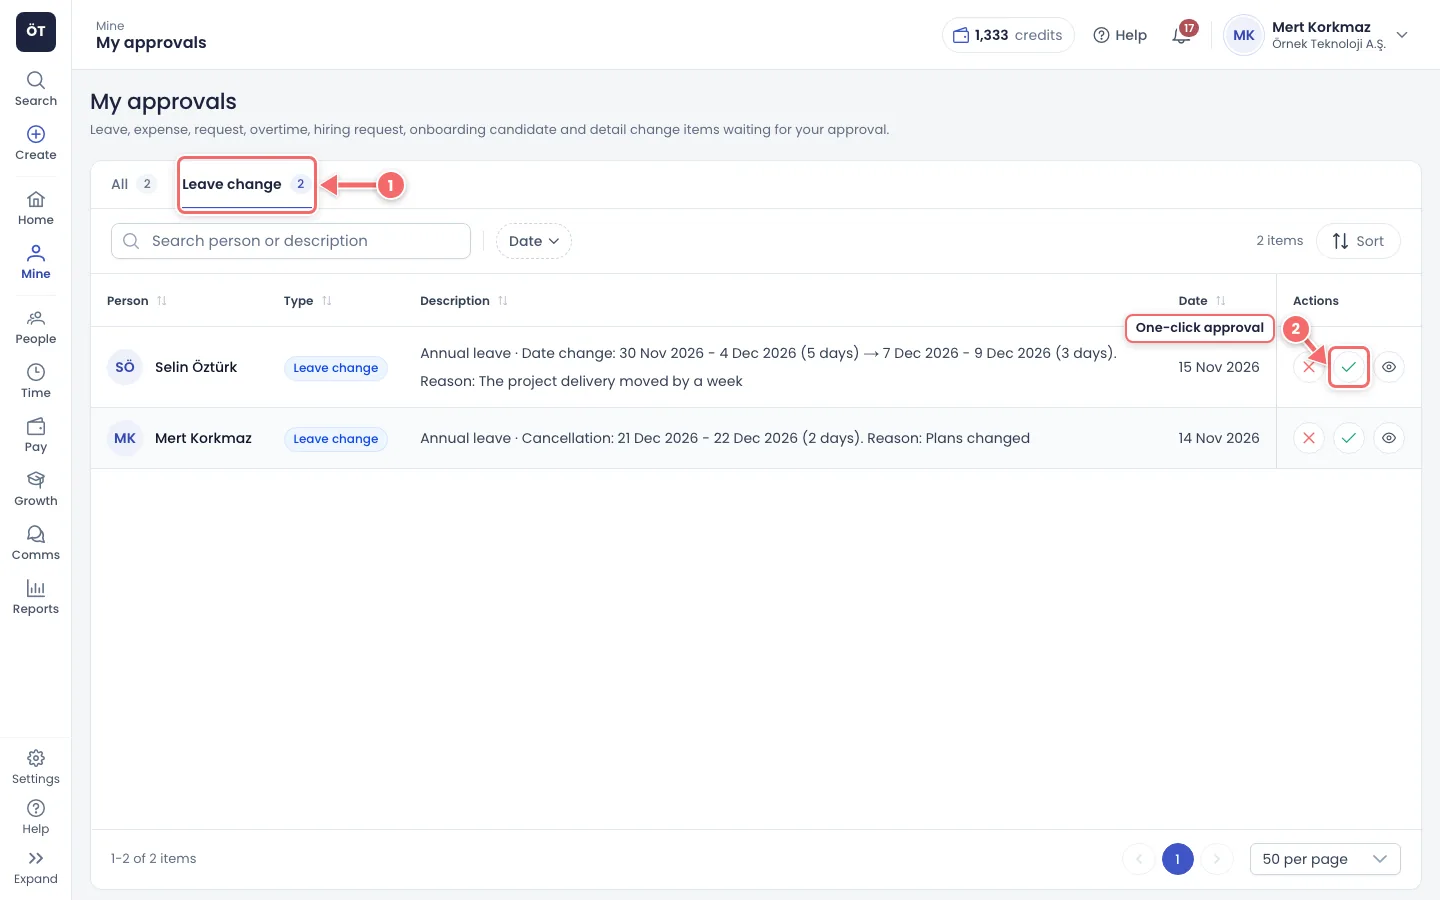 ÖT
Search
Create
Home
Mine
People
Time
Pay
Growth
Comms
Reports
Settings
Help
Expand
Mine
My approvals
1,333 credits
Help
17
MK
Mert Korkmaz
Örnek Teknoloji A.Ş.
My approvals
Leave, expense, request, overtime, hiring request, onboarding candidate and detail change items waiting for your approval.
All 2
Leave change 2
1
Search person or description
Date
2 items
Sort
Person
Type
Description
Date
Actions
One-click approval
2
SÖ
Selin Öztürk
Leave change
Annual leave · Date change: 30 Nov 2026 - 4 Dec 2026 (5 days) → 7 Dec 2026 - 9 Dec 2026 (3 days).
Reason: The project delivery moved by a week
15 Nov 2026
MK
Mert Korkmaz
Leave change
Annual leave · Cancellation: 21 Dec 2026 - 22 Dec 2026 (2 days). Reason: Plans changed
14 Nov 2026
1-2 of 2 items
1
50 per page